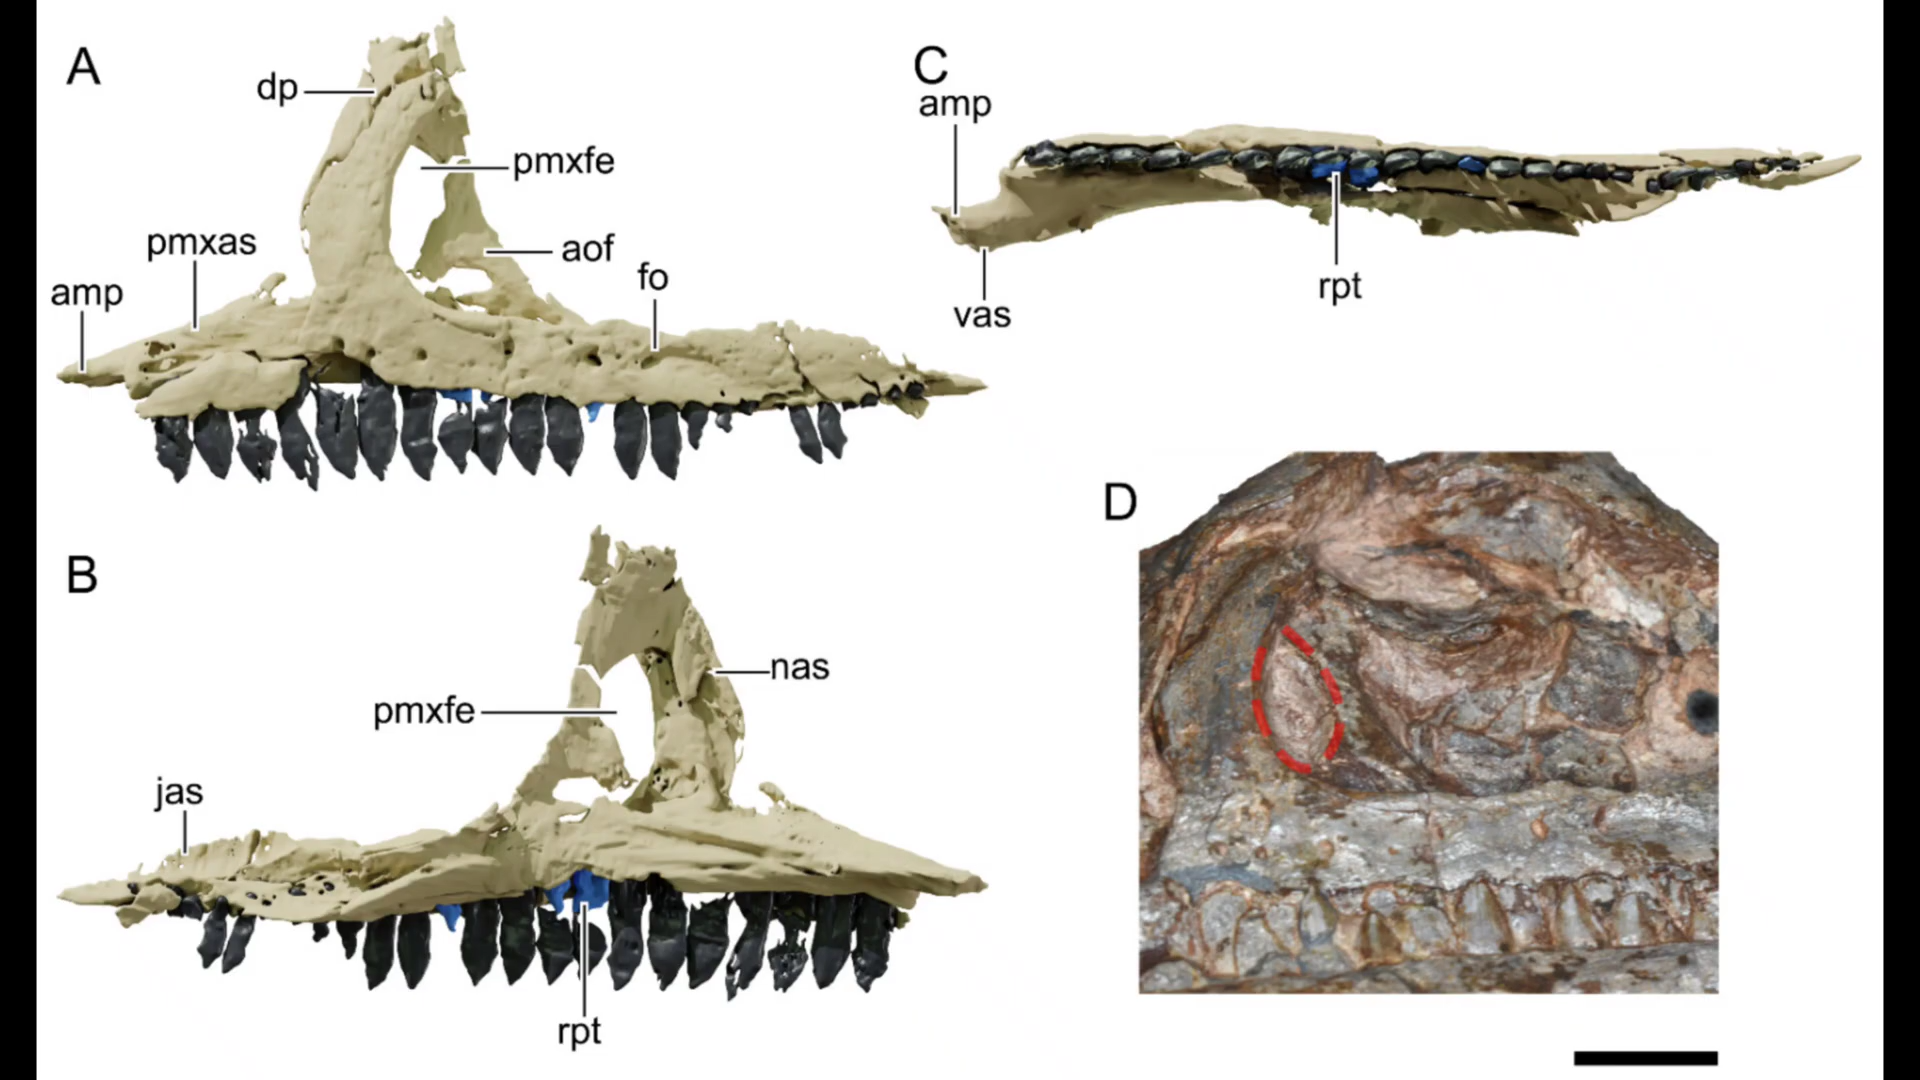 A
dp
pmxfe
pmxas
aof
fo
amp
C
amp
rpt
vas
B
nas
pmxfe
jas
rpt
D